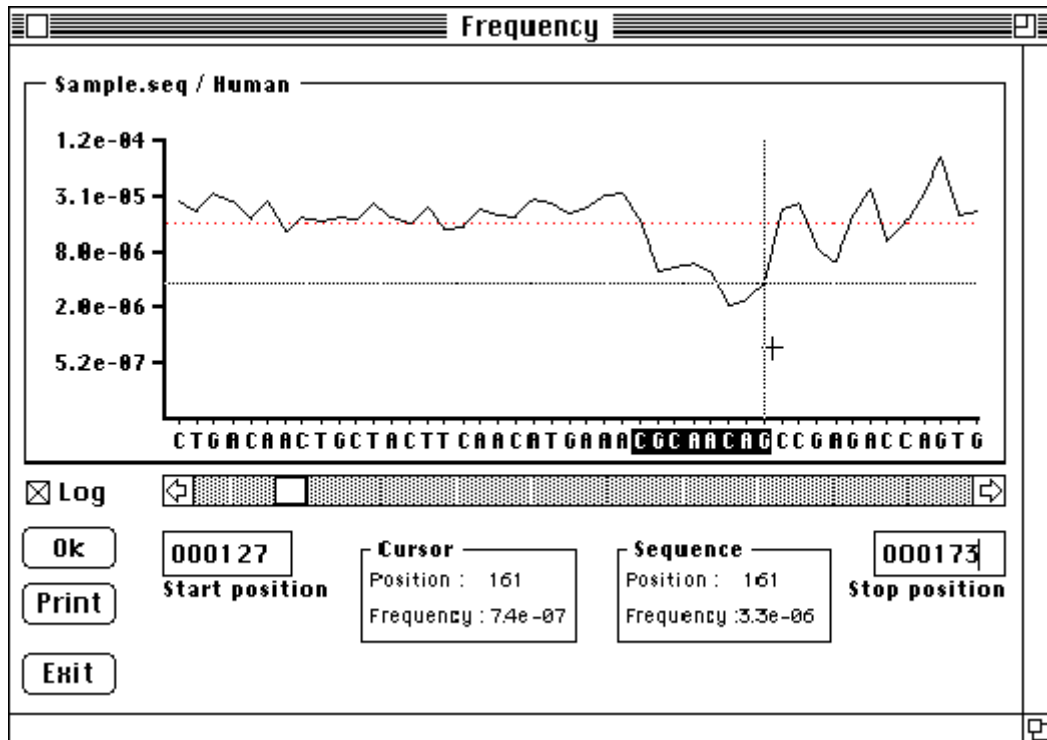 Frequency
Sample.seq / Human
1.2e-04
3.1e-05
8.0e-06
2.0e-06
5.2e-07
C T G A C A A C T G C T A C T T C A A C A T G A A A C G C A A C A G C C G A G A C C A G T G
Log
Ok
Print
Exit
000127
Start position
Cursor
Position : 161
Frequency : 7.4e-07
Sequence
Position : 161
Frequency :3.3e-06
000173
Stop position